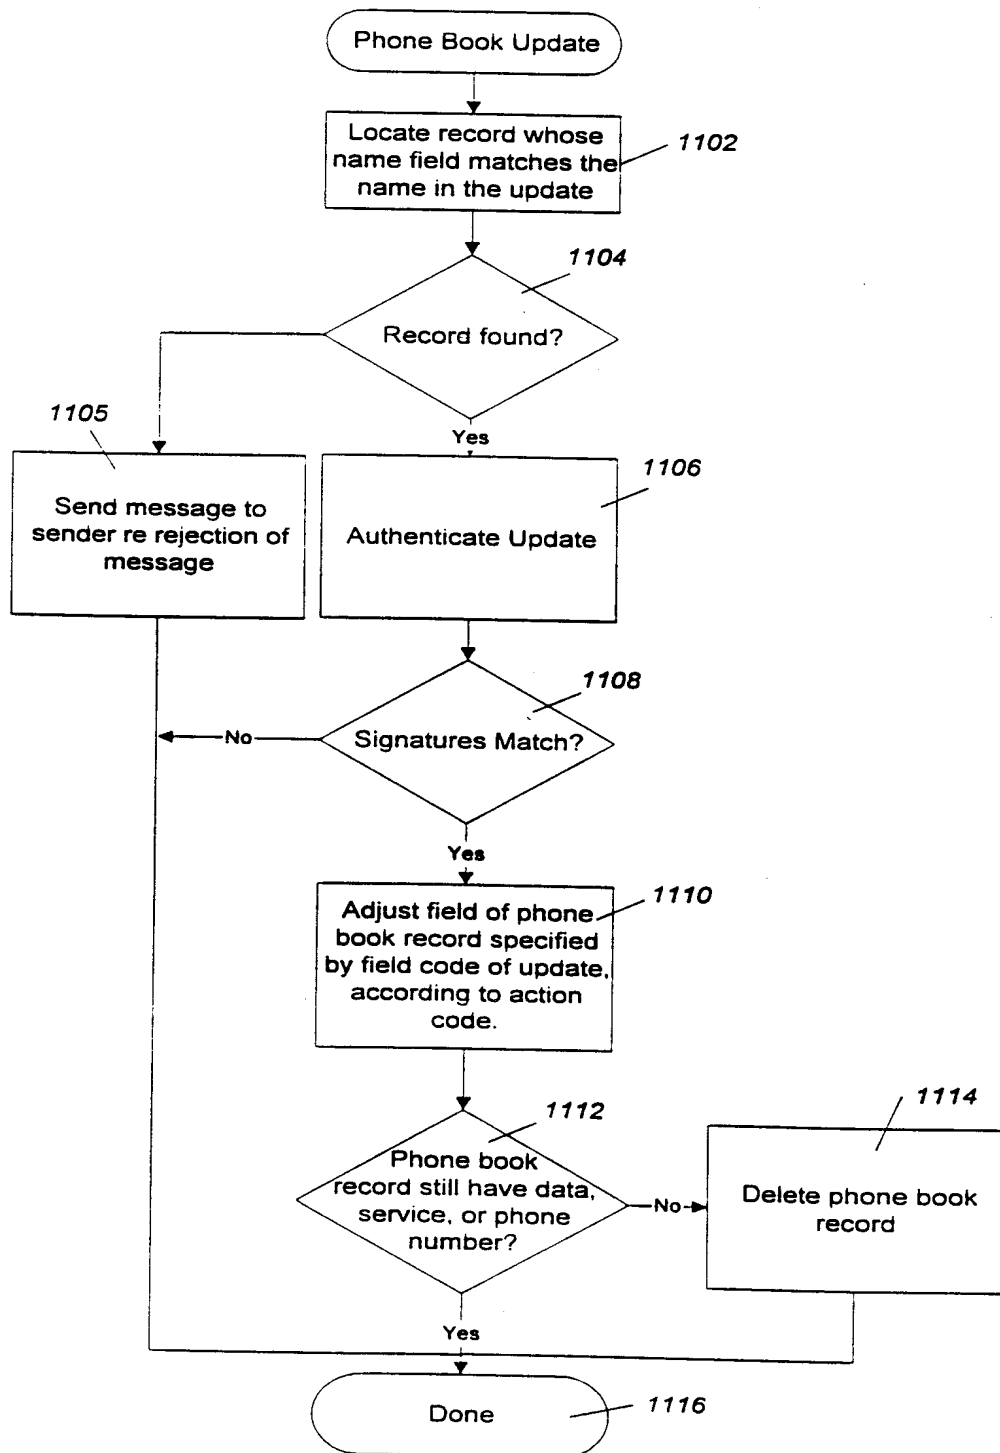 Phone Book Update
Locate record whose
name field matches the
name in the update
1102
1104
Record found?
1105
Yes
1106
Send message to
sender re rejection of
message
Authenticate Update
1108
Signatures Match?
No
Yes
1110
Adjust field of phone
book record specified
by field code of update,
according to action
code.
1112
1114
Phone book
record still have data,
service, or phone
number?
No
Delete phone book
record
Yes
Done
1116